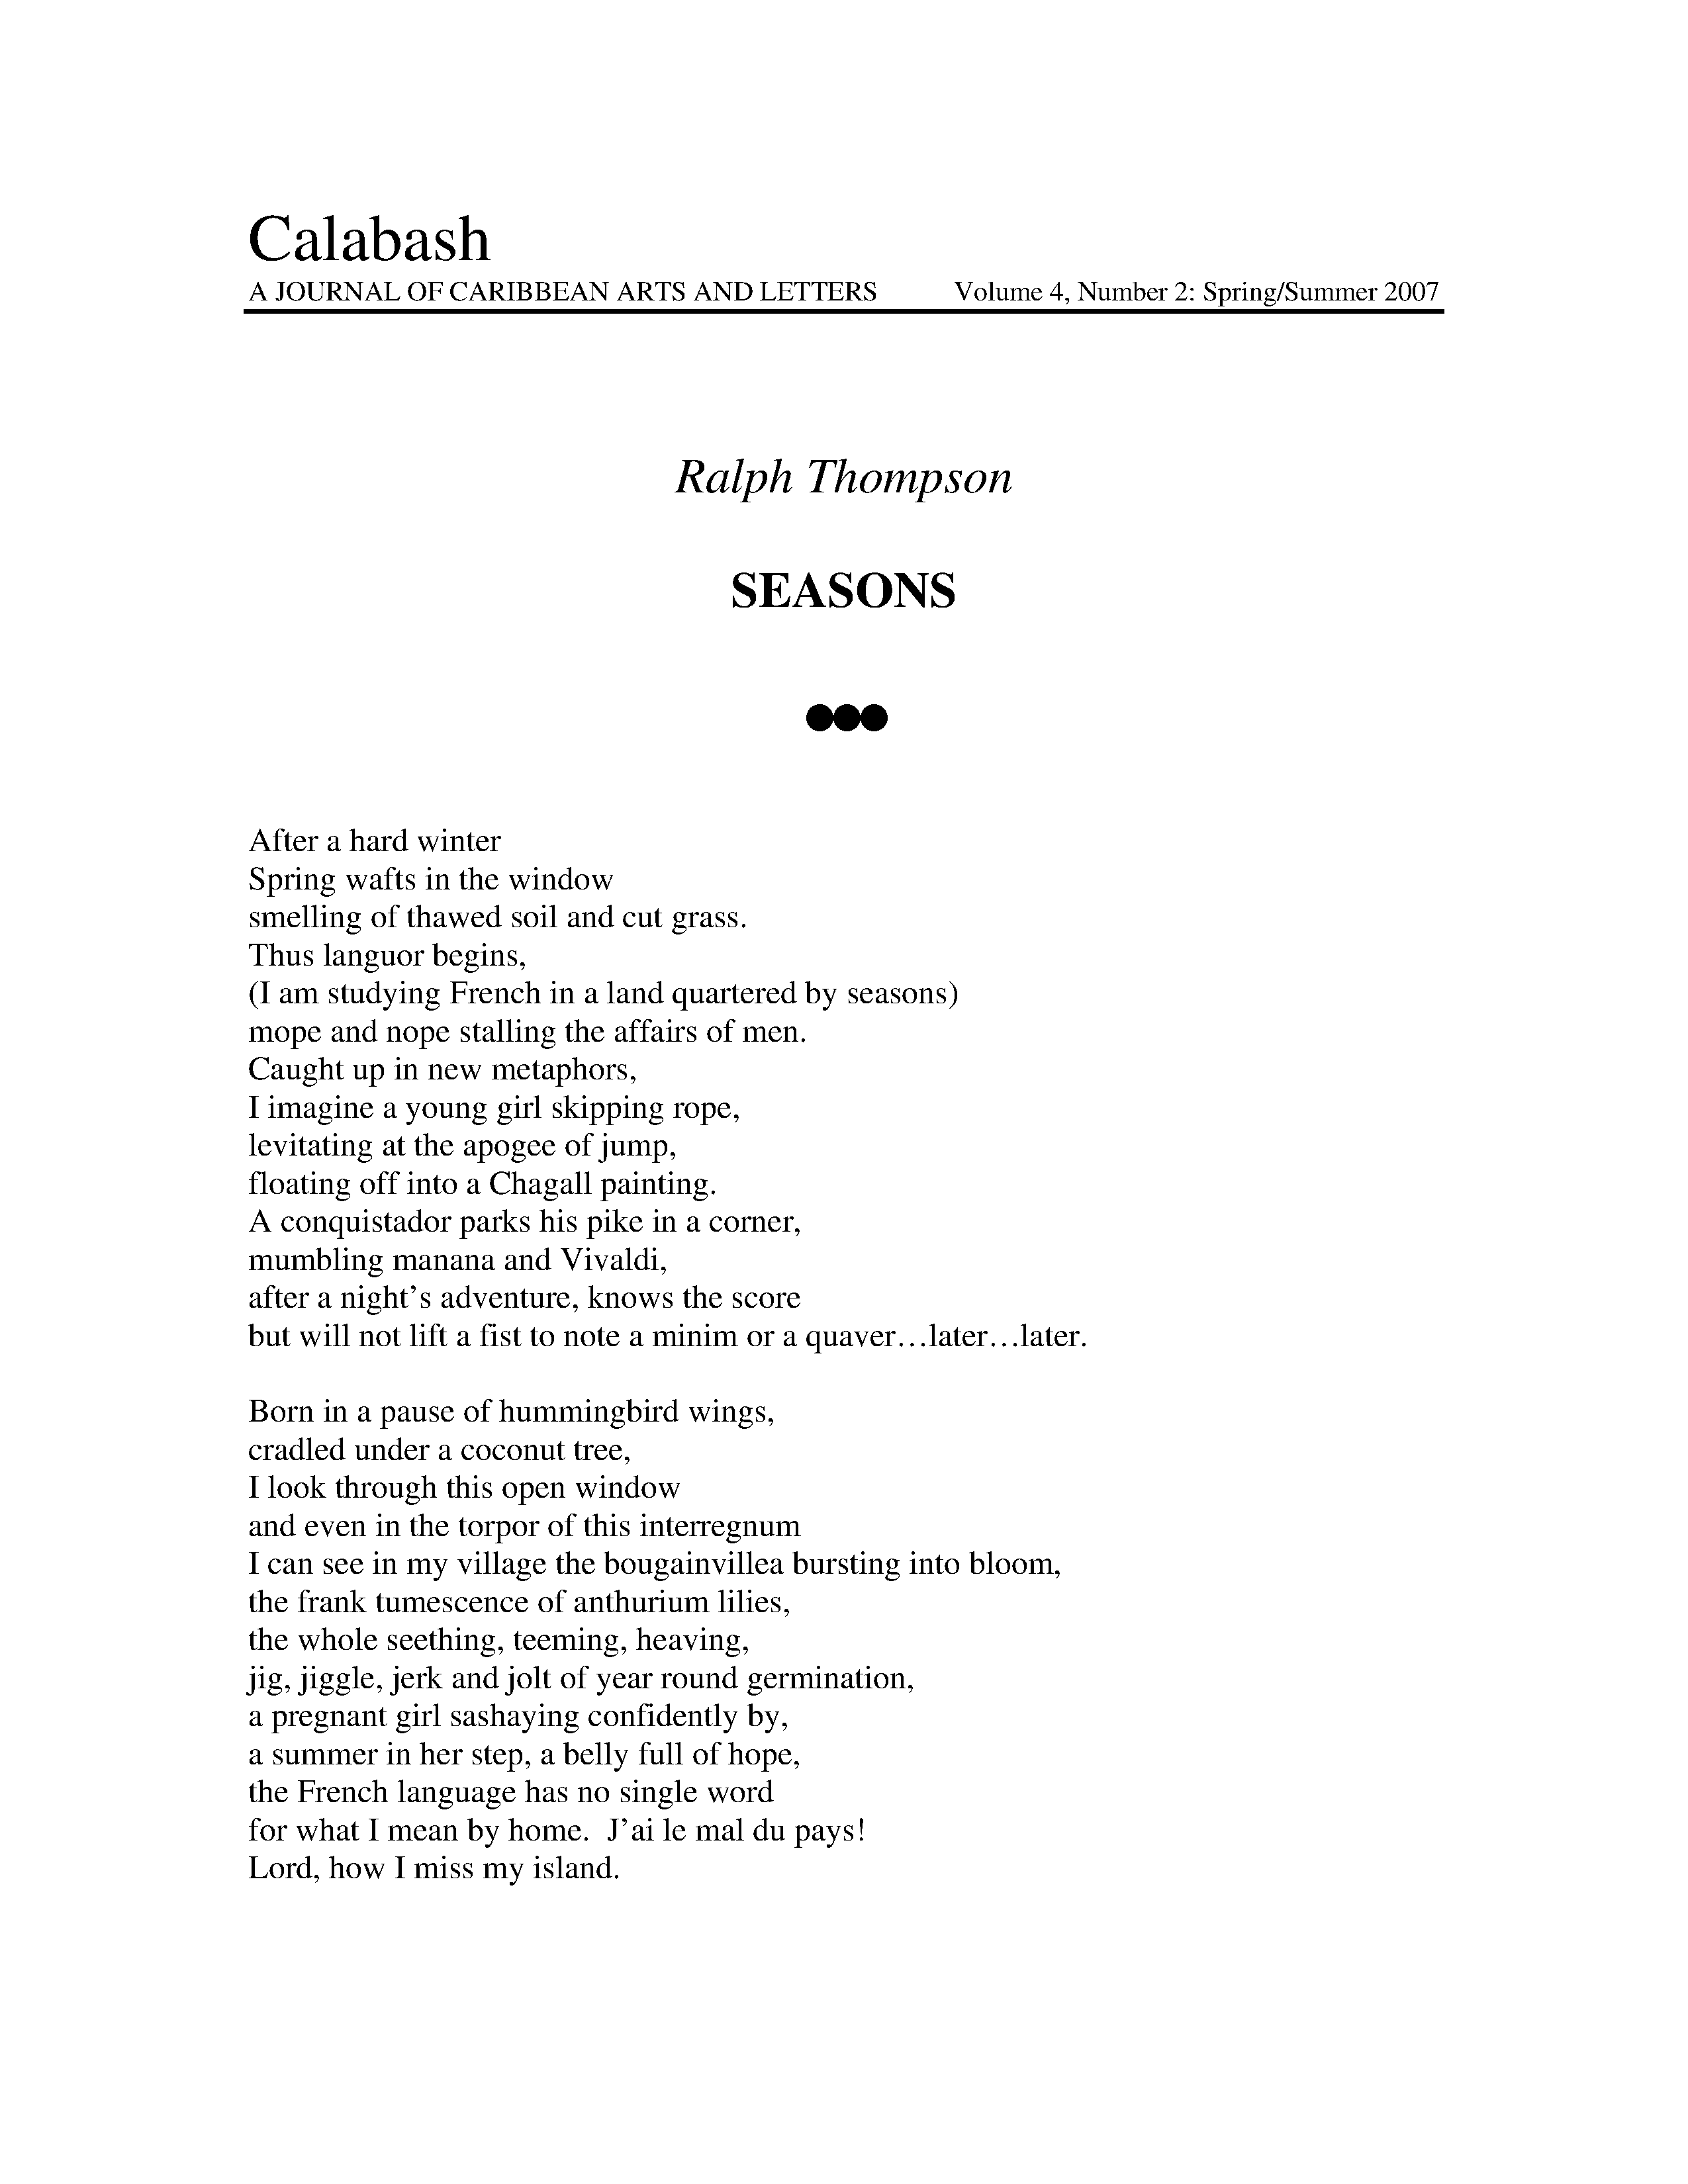 Calabash
A JOURNAL OF CARIBBEAN ARTS AND LETTERS Volume 4, Number 2: Spring/Summer 2007
Ralph Thompson
SEASONS
After a hard winter
Spring wafts in the window
smelling of thawed soil and cut grass.
Thus languor begins,
(I am studying French in a land quartered by seasons)
mope and nope stalling the affairs of men.
Caught up in new metaphors,
I imagine a young girl skipping rope,
levitating at the apogee of jump,
floating off into a Chagall painting.
A conquistador parks his pike in a corner,
mumbling manana and Vivaldi,
after a night’s adventure, knows the score
but will not lift a fist to note a minim or a quaver…later…later.
Born in a pause of hummingbird wings,
cradled under a coconut tree,
I look through this open window
and even in the torpor of this interregnum
I can see in my village the bougainvillea bursting into bloom,
the frank tumescence of anthurium lilies,
the whole seething, teeming, heaving,
jig, jiggle, jerk and jolt of year round germination,
a pregnant girl sashaying confidently by,
a summer in her step, a belly full of hope,
the French language has no single word
for what I mean by home.  J’ai le mal du pays!
Lord, how I miss my island.